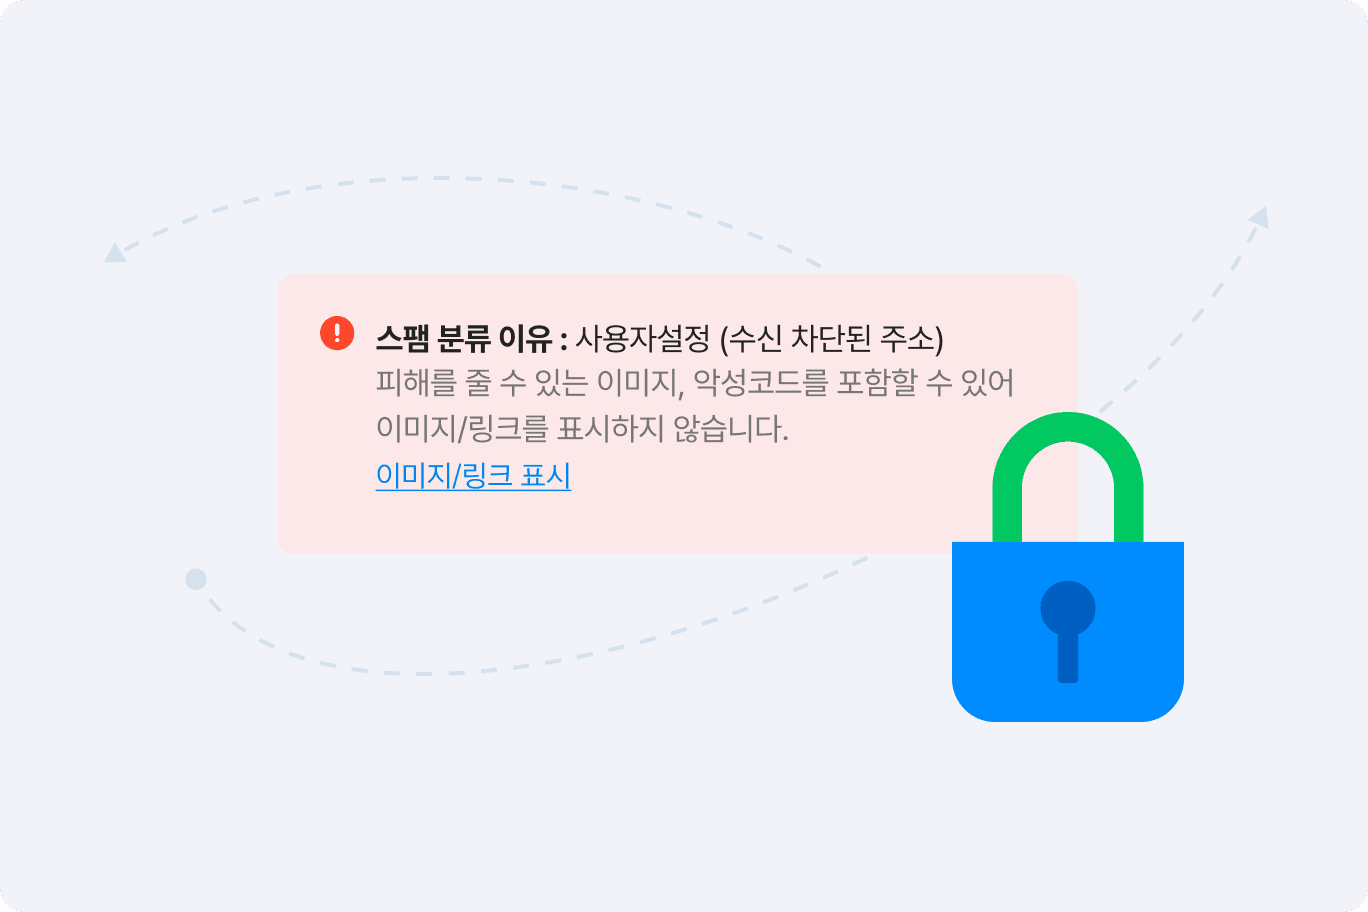 스팸 분류 이유 : 사용자설정 (수신 차단된 주소)
피해를 줄 수 있는 이미지, 악성코드를 포함할 수 있어
이미지/링크를 표시하지 않습니다.
이미지/링크 표시